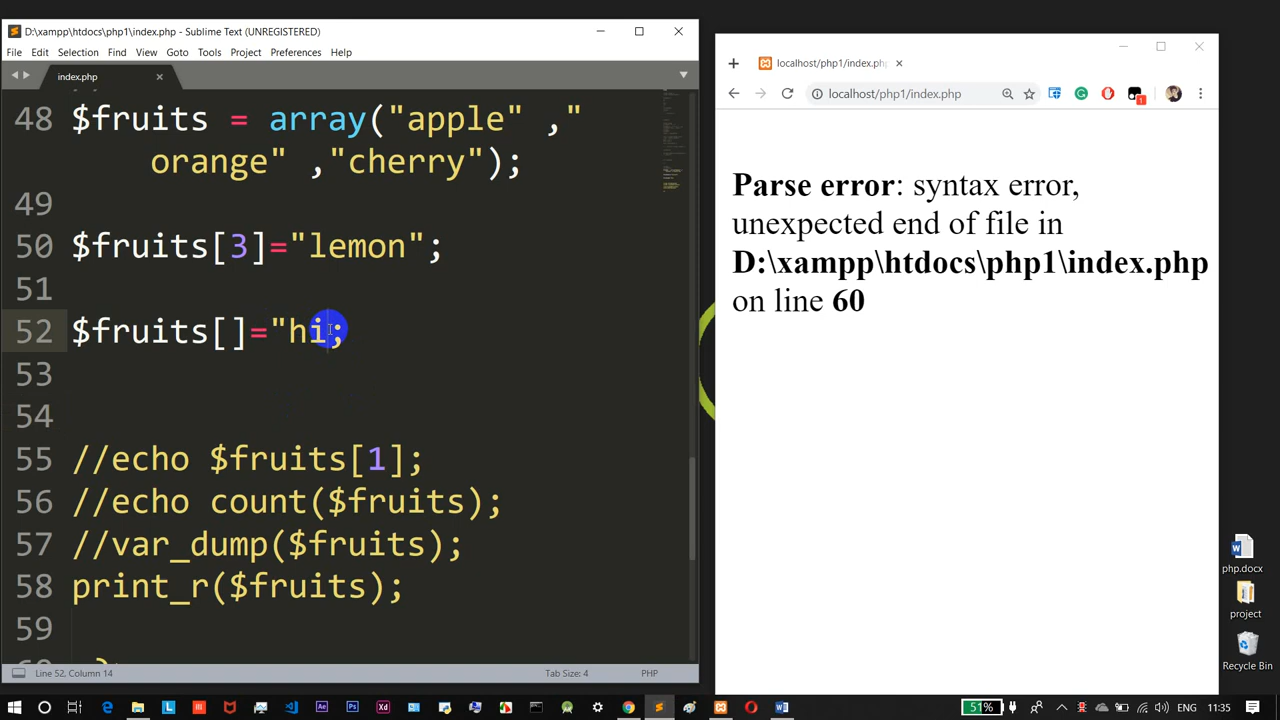 D:\xampp\htdocs\php1\index.php - Sublime Text (UNREGISTERED)
File Edit Selection Find View Goto Tools Project Preferences Help
index.php
48 $fruits = array("apple" ,"
orange" ,"cherry");
49
50 $fruits[3]="lemon";
51
52 $fruits[]="hi;
53
54
55 //echo $fruits[1];
56 //echo count($fruits);
57 //var_dump($fruits);
58 print_r($fruits);
59
Line 52, Column 14
Tab Size: 4
PHP
localhost/php1/index.ph
localhost/php1/index.php
1
Parse error: syntax error,
unexpected end of file in
D:\xampp\htdocs\php1\index.php
on line 60
php.docx
project
Recycle Bin
51%
ENG
11:35